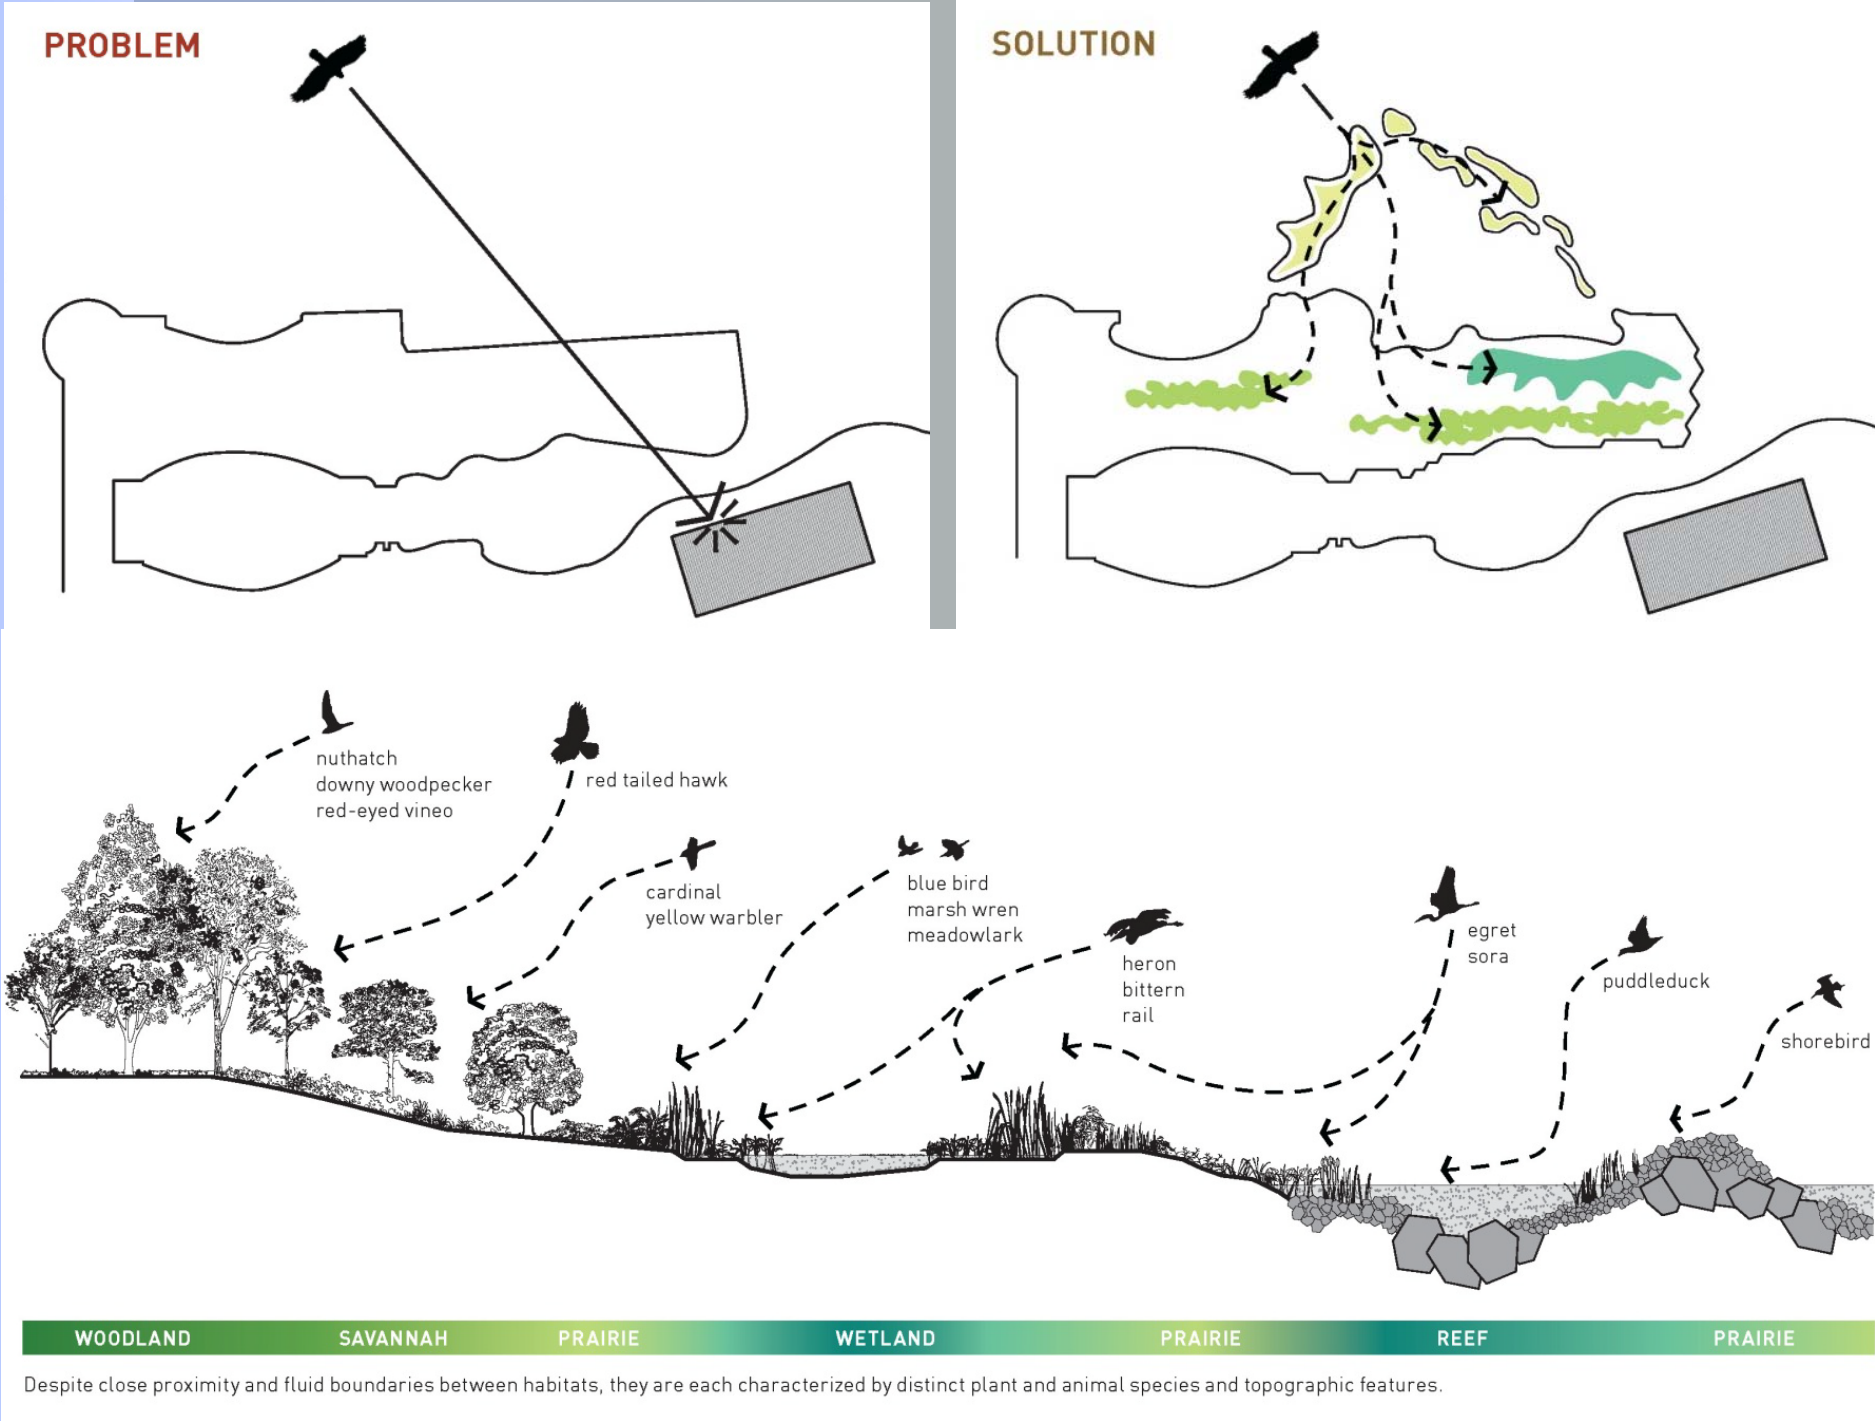 PROBLEM
SOLUTION
nuthatch
downy woodpecker
red-eyed vineo
red tailed hawk
cardinal
yellow warbler
blue bird
marsh wren
meadowlark
heron
bittern
rail
egret
sora
puddleduck
shorebird
WOODLAND SAVANNAH PRAIRIE WETLAND PRAIRIE REEF PRAIRIE
Despite close proximity and fluid boundaries between habitats, they are each characterized by distinct plant and animal species and topographic features.